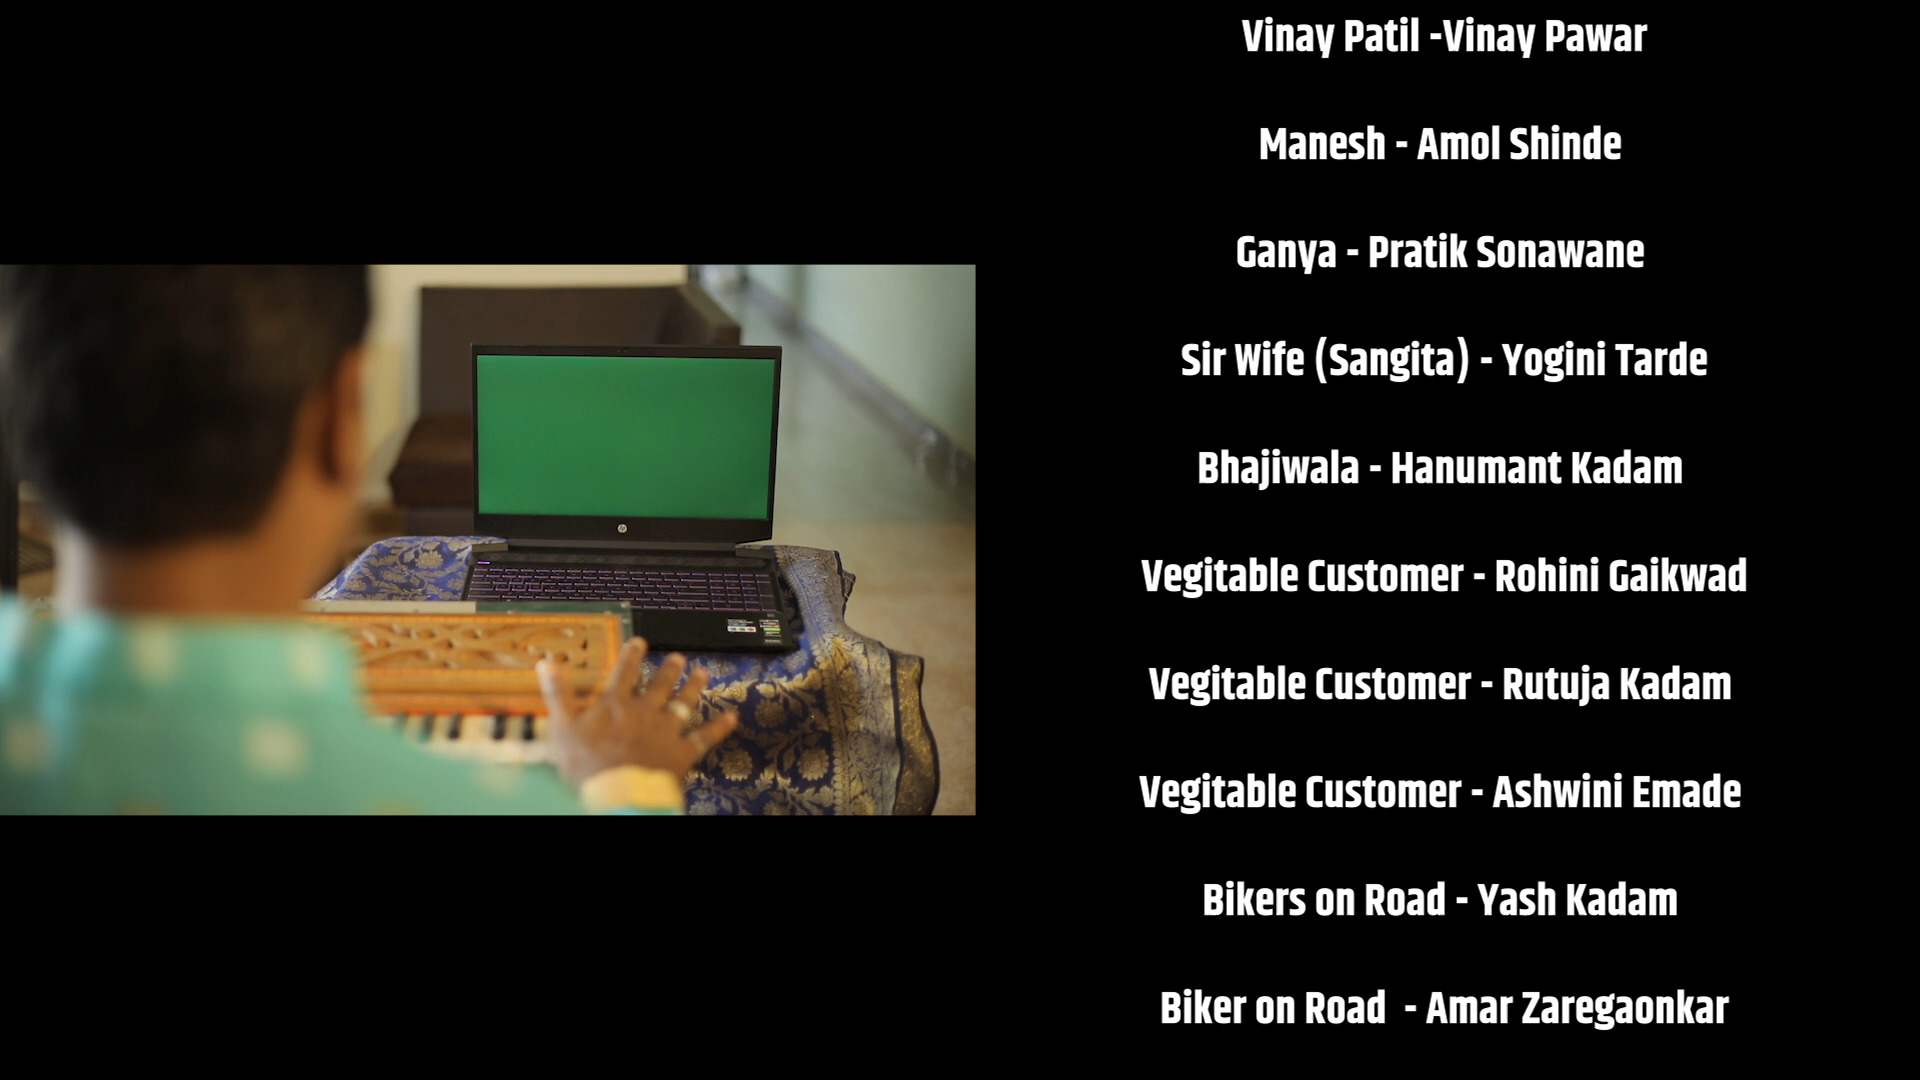 Vinay Patil -Vinay Pawar
Manesh - Amol Shinde
Ganya - Pratik Sonawane
Sir Wife (Sangita) - Yogini Tarde
Bhajiwala - Hanumant Kadam
Vegitable Customer - Rohini Gaikwad
Vegitable Customer - Rutuja Kadam
Vegitable Customer - Ashwini Emade
Bikers on Road - Yash Kadam
Biker on Road - Amar Zaregaonkar
hp